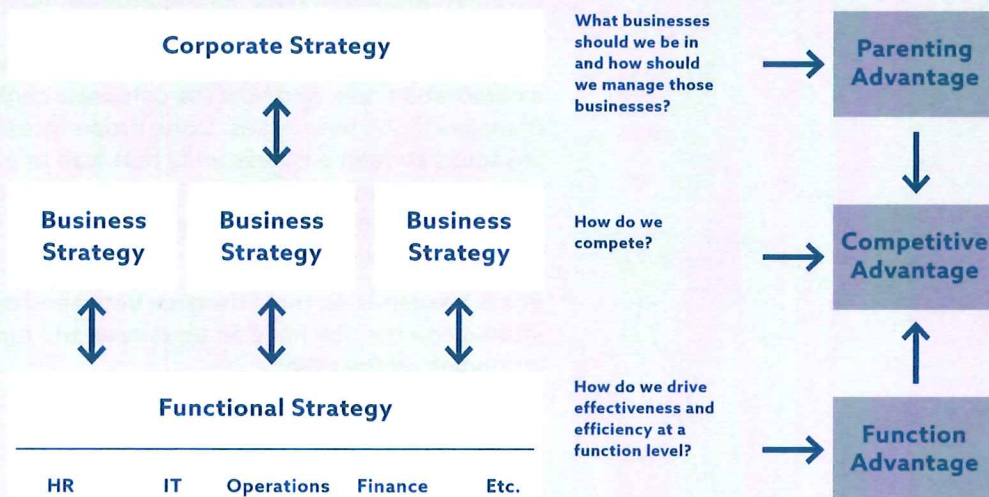 Corporate Strategy
What businesses
should we be in
and how should
we manage those
businesses?
Parenting
Advantage
Business
Strategy
Business
Strategy
Business
Strategy
How do we
compete?
Competitive
Advantage
Functional Strategy
HR IT Operations Finance Etc.
How do we drive
effectiveness and
efficiency at a
function level?
Function
Advantage